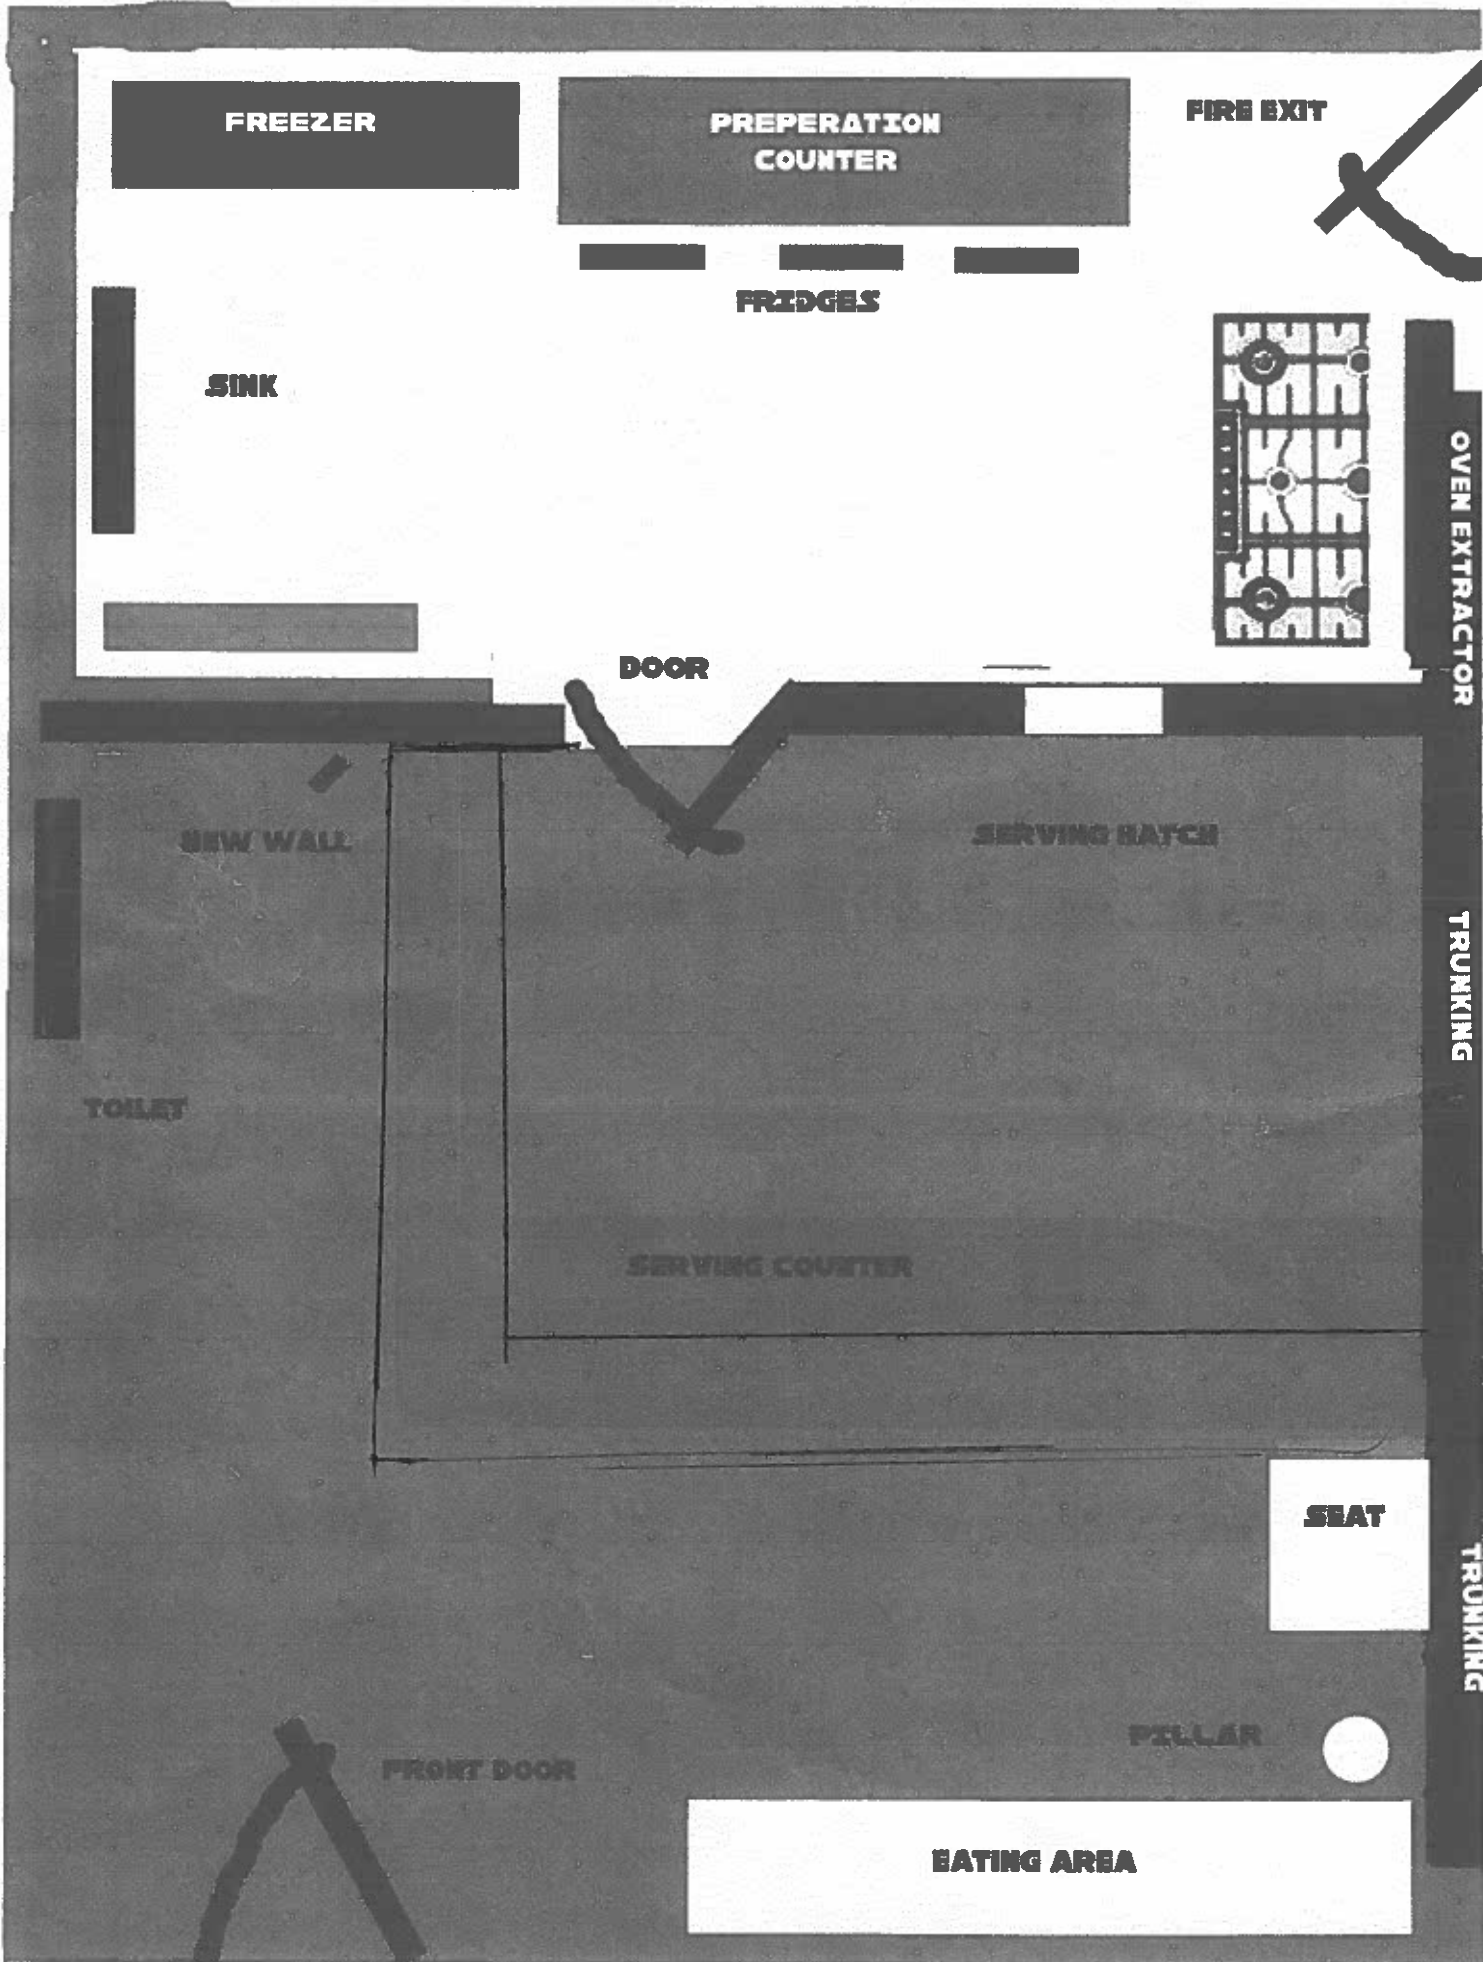 FREEZER
PREPERATION
COUNTER
FIRE EXIT
FRIDGES
SINK
OVEN EXTRACTOR
DOOR
NEW WALL
SERVING HATCH
TRUNKING
TOILET
SERVING COUNTER
SEAT
TRUNKING
PILLAR
FRONT DOOR
EATING AREA